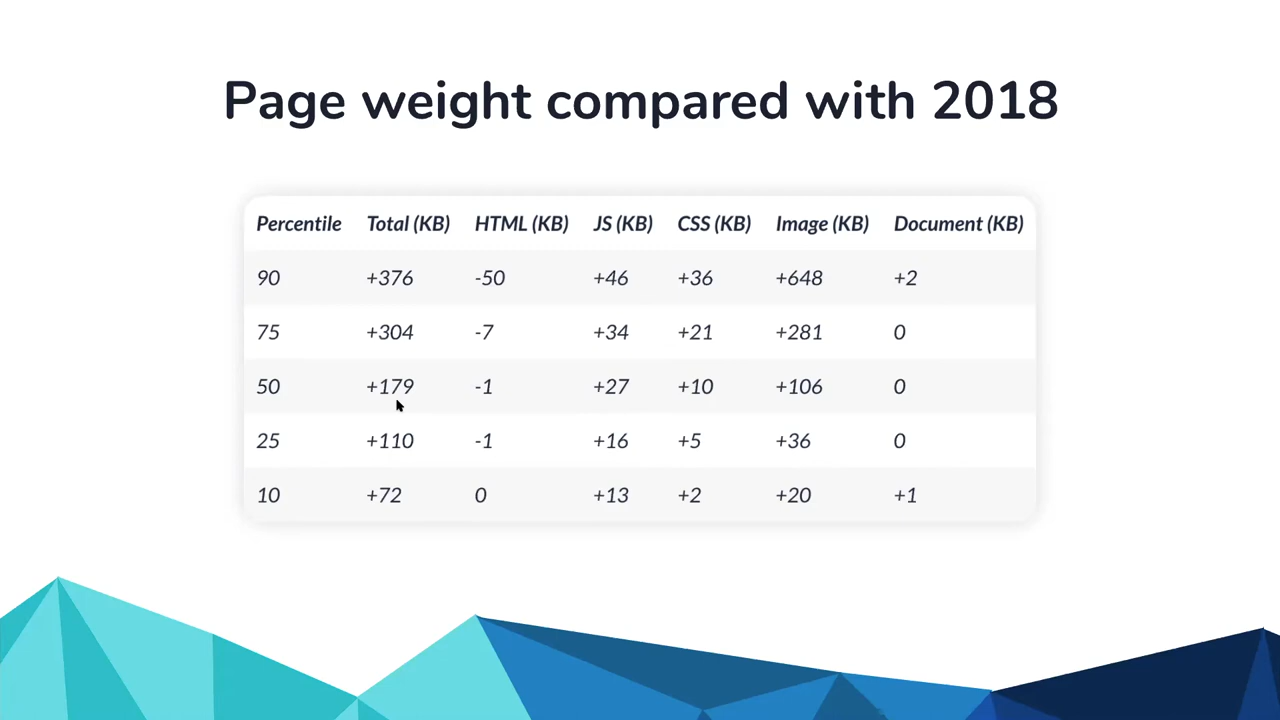 Page weight compared with 2018
Percentile Total (KB) HTML (KB) JS (KB) CSS (KB) Image (KB) Document (KB)
90 +376 -50 +46 +36 +648 +2
75 +304 -7 +34 +21 +281 0
50 +179 -1 +27 +10 +106 0
25 +110 -1 +16 +5 +36 0
10 +72 0 +13 +2 +20 +1